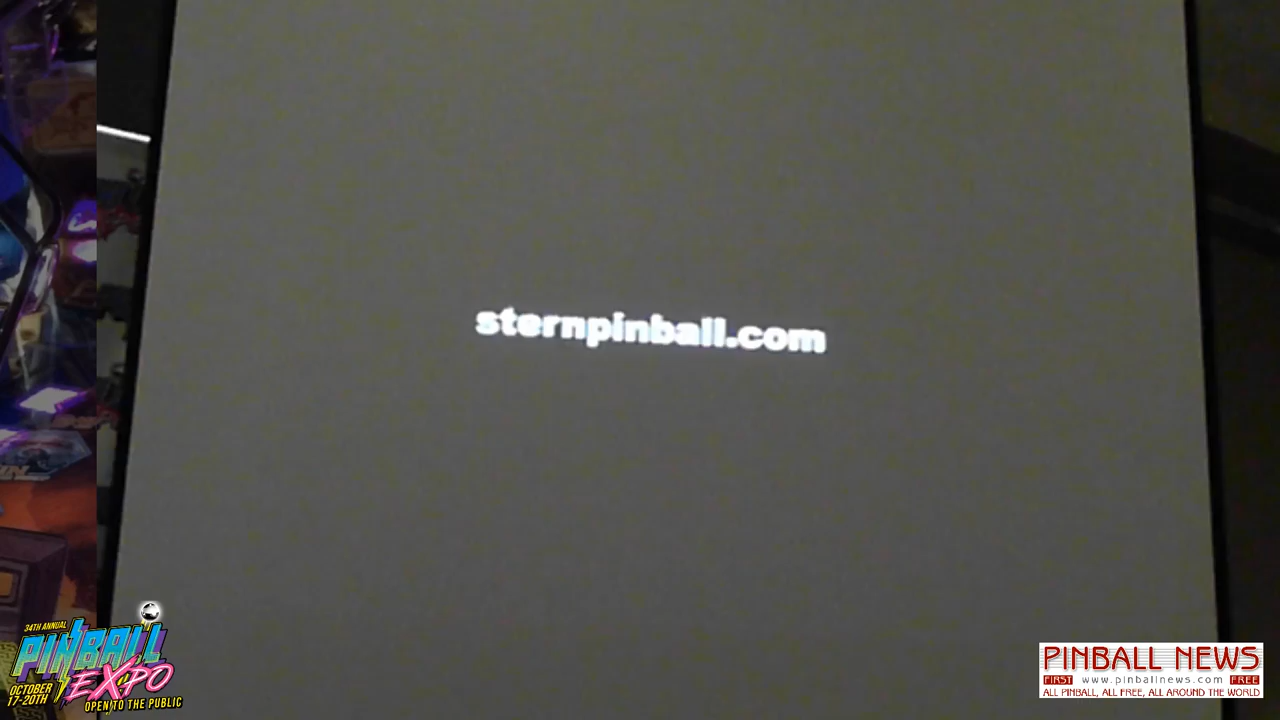 sternpinball.com
34TH ANNUAL
PINBALL
EXPO
OCTOBER
17-20TH
OPEN TO THE PUBLIC
PINBALL NEWS
FIRST www.pinballnews.com FREE
ALL PINBALL, ALL FREE, ALL AROUND THE WORLD